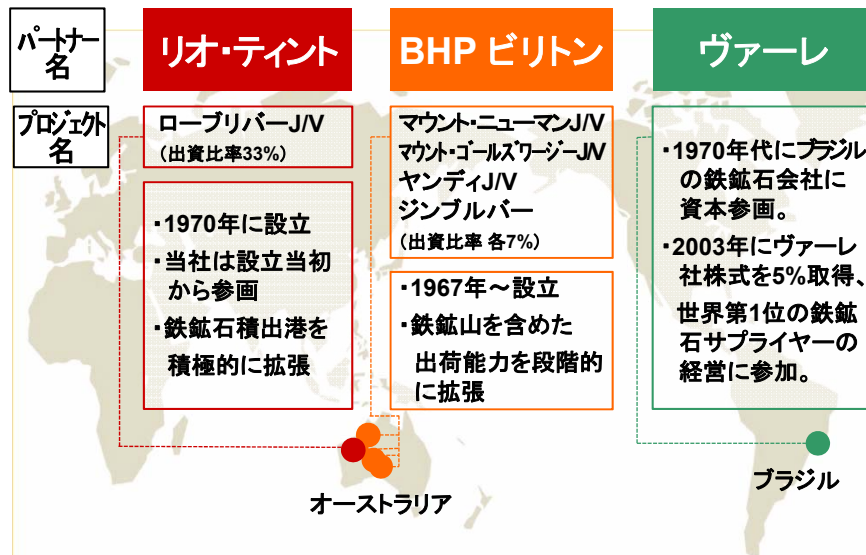 パートナー
名
リオ・ティント
BHP ビリトン
ヴァーレ
プロジェクト
名
ローブリバーJ/V
(出資比率33%)
・1970年に設立
・当社は設立当初
から参画
・鉄鉱石積出港を
積極的に拡張
マウント・ニューマンJ/V
マウント・ゴールズワージーJ/V
ヤンディJ/V
ジンブルバー
(出資比率 各7%)
・1967年～設立
・鉄鉱山を含めた
出荷能力を段階的
に拡張
・1970年代にブラジル
の鉄鉱石会社に
資本参画。
・2003年にヴァーレ
社株式を5%取得、
世界第1位の鉄鉱
石サプライヤーの
経営に参加。
オーストラリア
ブラジル